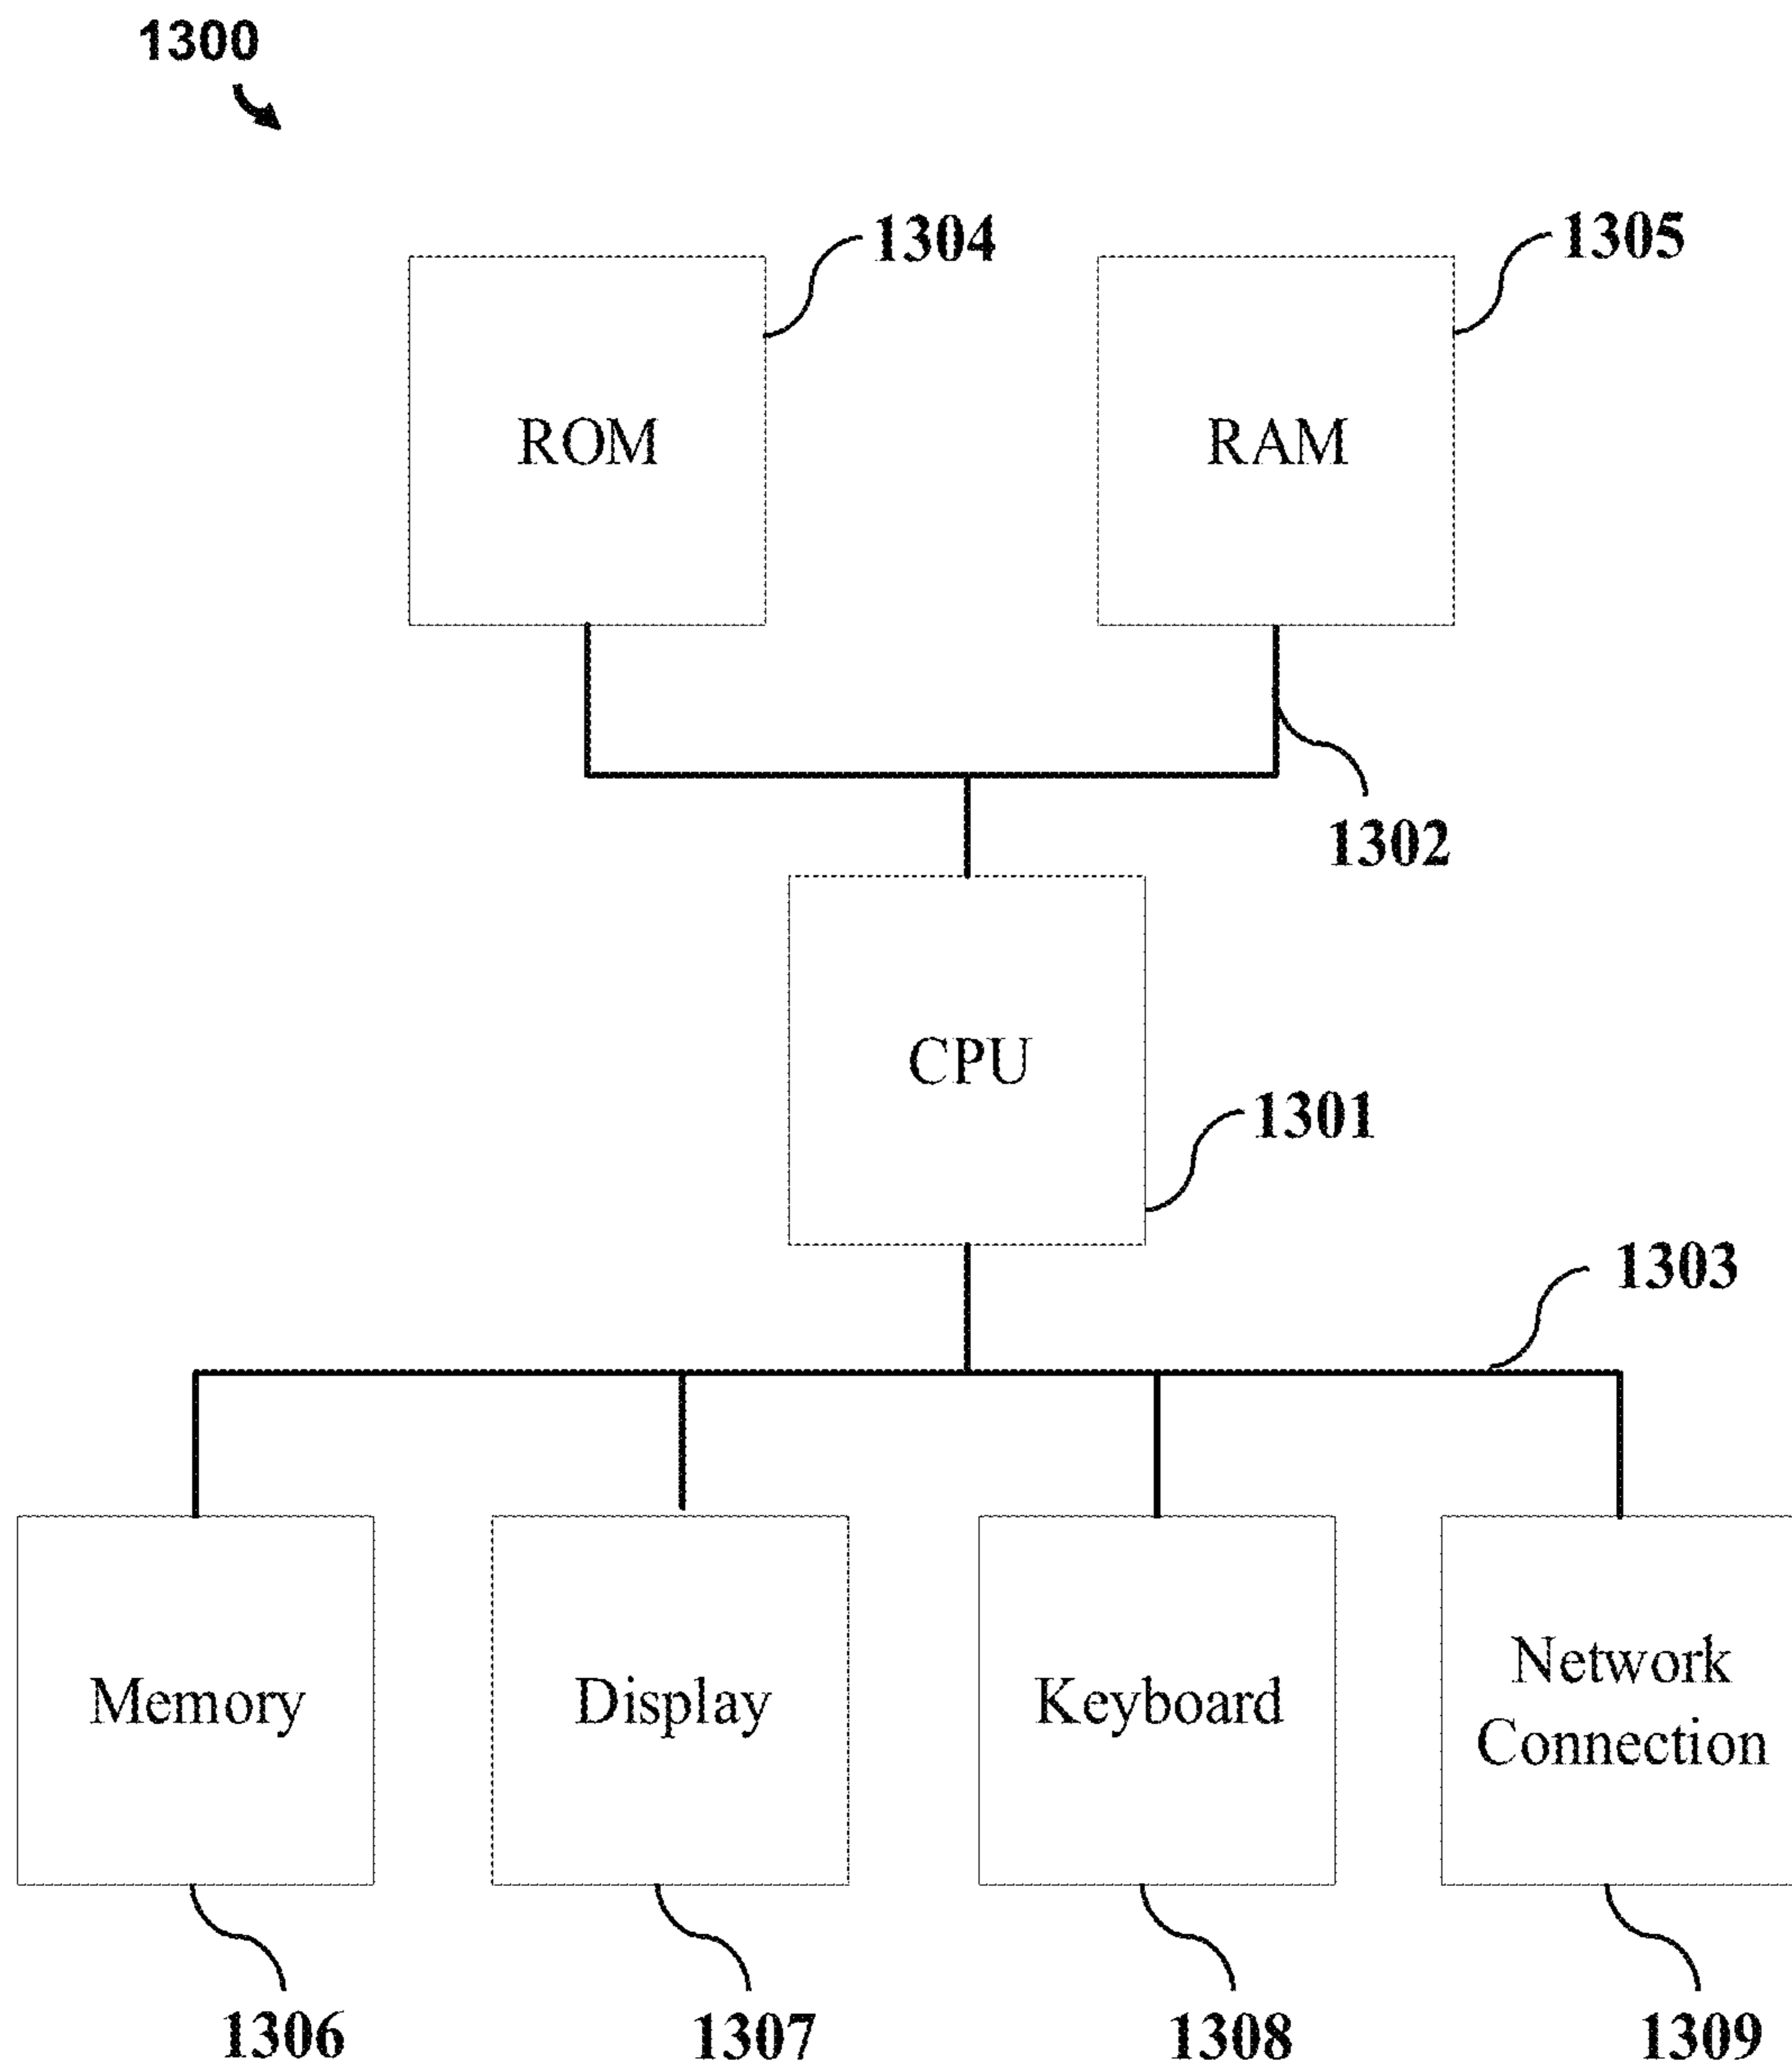 1300
1304
1305
ROM
RAM
1302
CPU
1301
1303
Memory
Display
Keyboard
Network
Connection
1306
1307
1308
1309